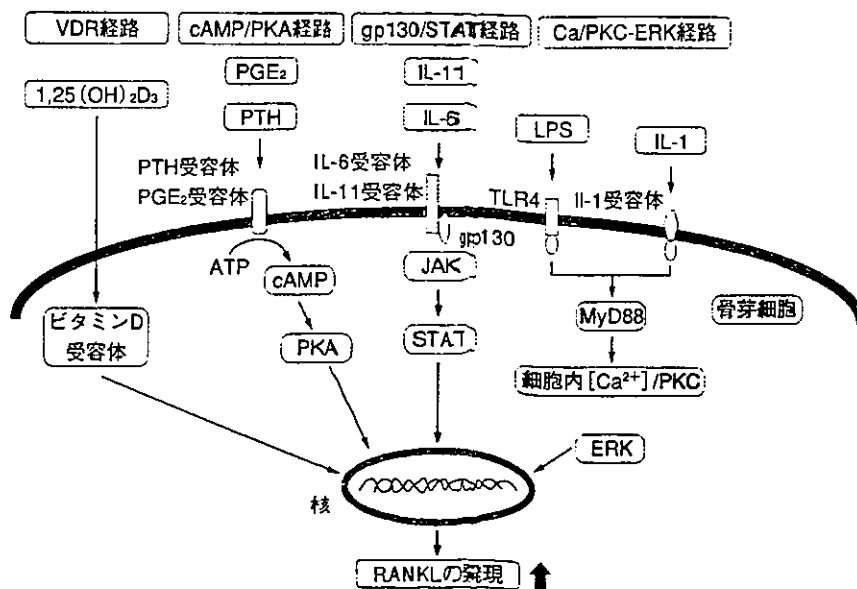 VDR経路
cAMP/PKA経路
gp130/STAT経路
Ca/PKC-ERK経路
PGE₂
IL-11
1,25(OH)₂D₃
PTH
IL-6
LPS
IL-1
PTH受容体
PGE₂受容体
IL-6受容体
IL-11受容体
TLR4
Il-1受容体
gp130
ATP
cAMP
JAK
MyD88
骨芽細胞
ビタミンD
受容体
PKA
STAT
細胞内[Ca²⁺]/PKC
ERK
核
RANKLの発現